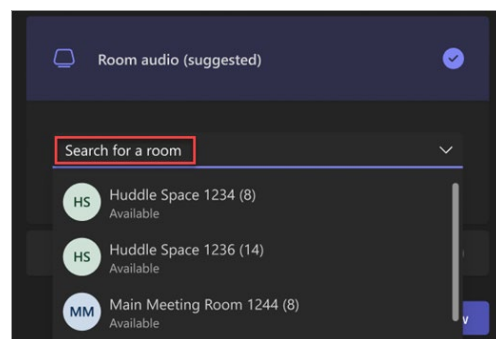 Room audio (suggested)
Search for a room
HS
Huddle Space 1234 (8)
Available
HS
Huddle Space 1236 (14)
Available
MM
Main Meeting Room 1244 (8)
Available